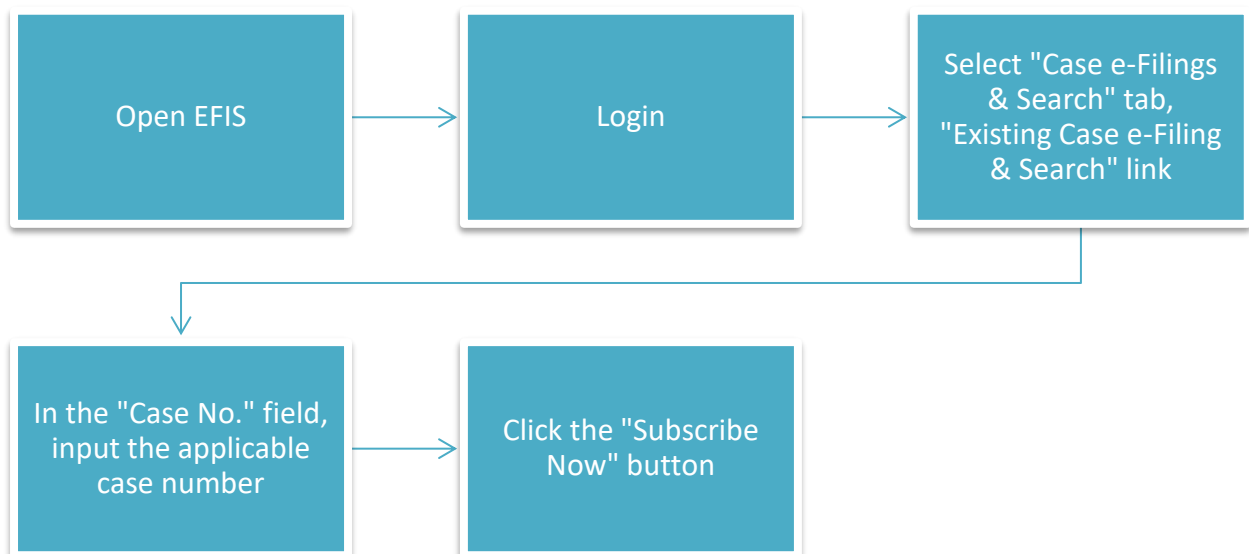 Open EFIS
Login
Select "Case e-Filings
& Search" tab,
"Existing Case e-Filing
& Search" link
In the "Case No." field,
input the applicable
case number
Click the "Subscribe
Now" button